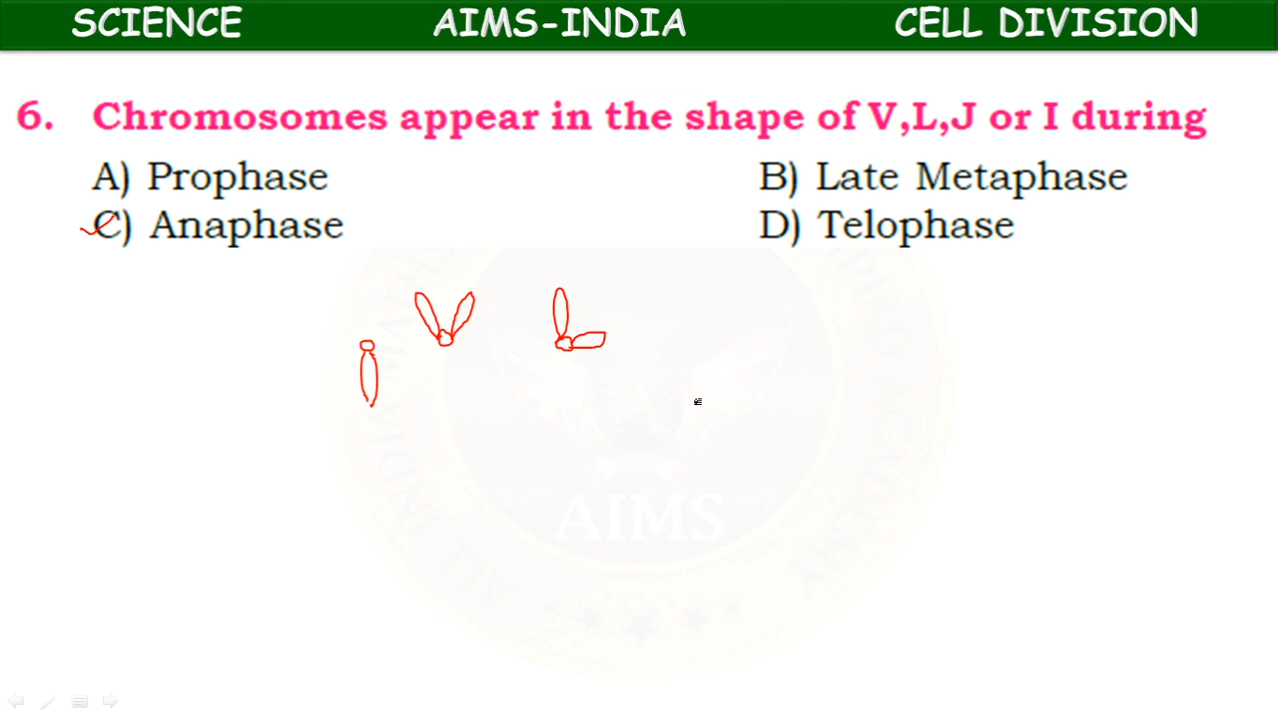 SCIENCE AIMS-INDIA CELL DIVISION
6. Chromosomes appear in the shape of V,L,J or I during
A) Prophase B) Late Metaphase
C) Anaphase D) Telophase
AIMS